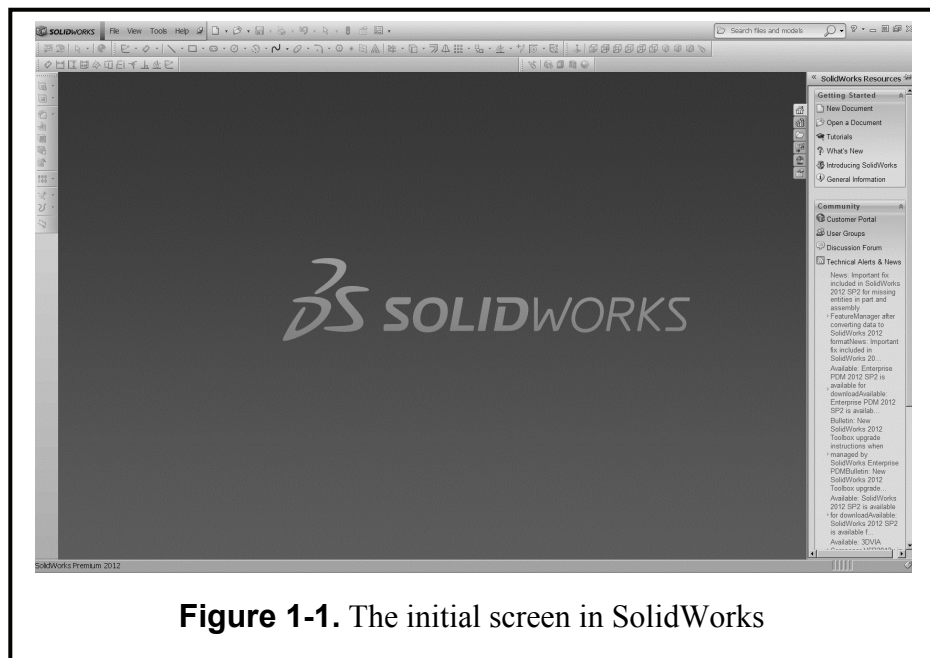 SOLIDWORKS File View Tools Help
Search files and models
SolidWorks Resources
Getting Started
New Document
Open a Document
Tutorials
What's New
Introducing SolidWorks
General Information
Community
Customer Portal
User Groups
Discussion Forum
Technical Alerts & News
News: Important fix
included in SolidWorks
2012 SP2 for missing
entities in part and
assembly
FeatureManager after
converting data to
SolidWorks 2012
formatNews: Important
fix included in
SolidWorks 20...
Available: Enterprise
PDM 2012 SP2 is
available for
downloadAvailable:
Enterprise PDM 2012
SP2 is availab...
Bulletin: New
SolidWorks 2012
Toolbox upgrade
instructions when
managed by
SolidWorks Enterprise
PDMBulletin: New
SolidWorks 2012
Toolbox upgrade...
Available: SolidWorks
2012 SP2 is available
for downloadAvailable:
SolidWorks 2012 SP2
is available f...
Available: 3DVIA
SOLIDWORKS
SolidWorks Premium 2012
Figure 1-1. The initial screen in SolidWorks